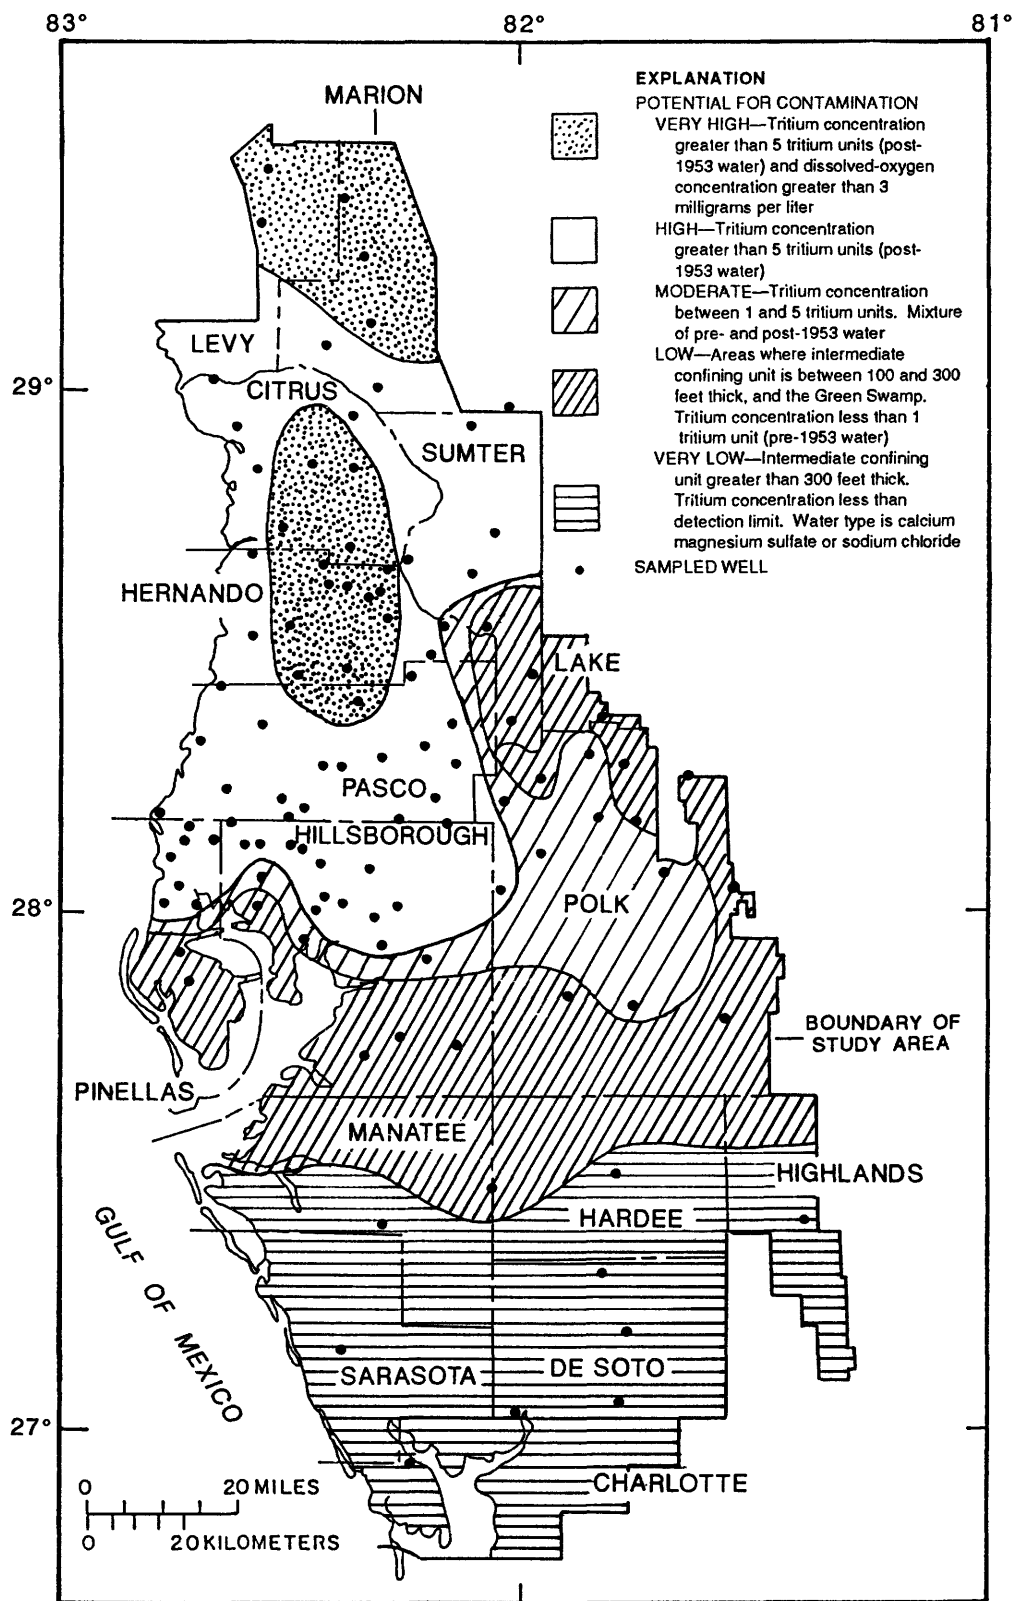 83°
82°
81°
MARION
EXPLANATION
POTENTIAL FOR CONTAMINATION
VERY HIGH—Tritium concentration
greater than 5 tritium units (post-
1953 water) and dissolved-oxygen
concentration greater than 3
milligrams per liter
HIGH—Tritium concentration
greater than 5 tritium units (post-
1953 water)
MODERATE—Tritium concentration
between 1 and 5 tritium units. Mixture
of pre- and post-1953 water
LOW—Areas where intermediate
confining unit is between 100 and 300
feet thick, and the Green Swamp.
Tritium concentration less than 1
tritium unit (pre-1953 water)
VERY LOW—Intermediate confining
unit greater than 300 feet thick.
Tritium concentration less than
detection limit. Water type is calcium
magnesium sulfate or sodium chloride
SAMPLED WELL
LEVY
29°
CITRUS
SUMTER
HERNANDO
LAKE
PASCO
HILLSBOROUGH
28°
POLK
BOUNDARY OF
STUDY AREA
PINELLAS
MANATEE
HIGHLANDS
HARDEE
GULF OF MEXICO
SARASOTA
DE SOTO
27°
CHARLOTTE
0 20 MILES
0 20 KILOMETERS